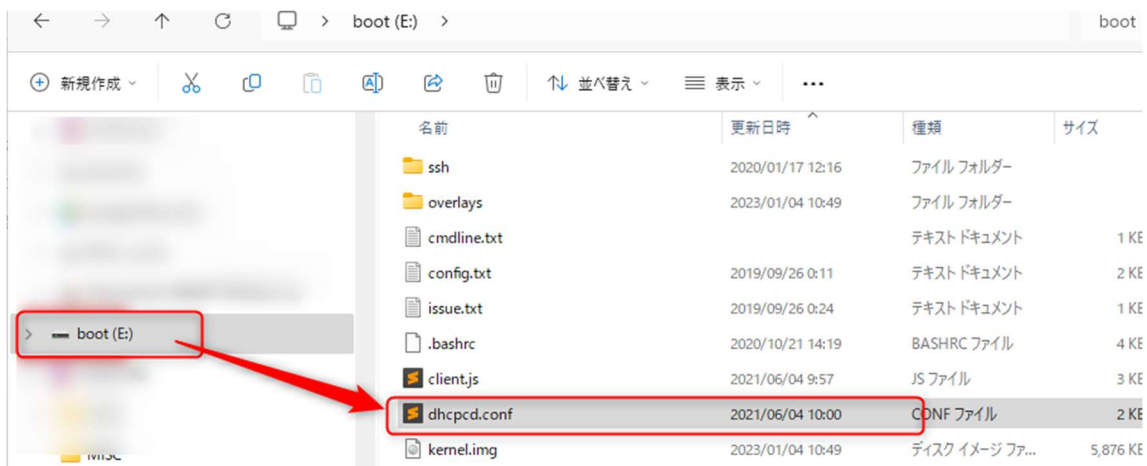 boot (E:)
boot
新規作成
並べ替え
表示
名前 更新日時 種類 サイズ
ssh 2020/01/17 12:16 ファイル フォルダー
overlays 2023/01/04 10:49 ファイル フォルダー
cmdline.txt テキスト ドキュメント 1 KB
config.txt 2019/09/26 0:11 テキスト ドキュメント 2 KB
issue.txt 2019/09/26 0:24 テキスト ドキュメント 1 KB
.bashrc 2020/10/21 14:19 BASHRC ファイル 4 KB
boot (E:)
client.js 2021/06/04 9:57 JS ファイル 3 KB
dhcpcd.conf 2021/06/04 10:00 CONF ファイル 2 KB
kernel.img 2023/01/04 10:49 ディスク イメージ ファ... 5,876 KB